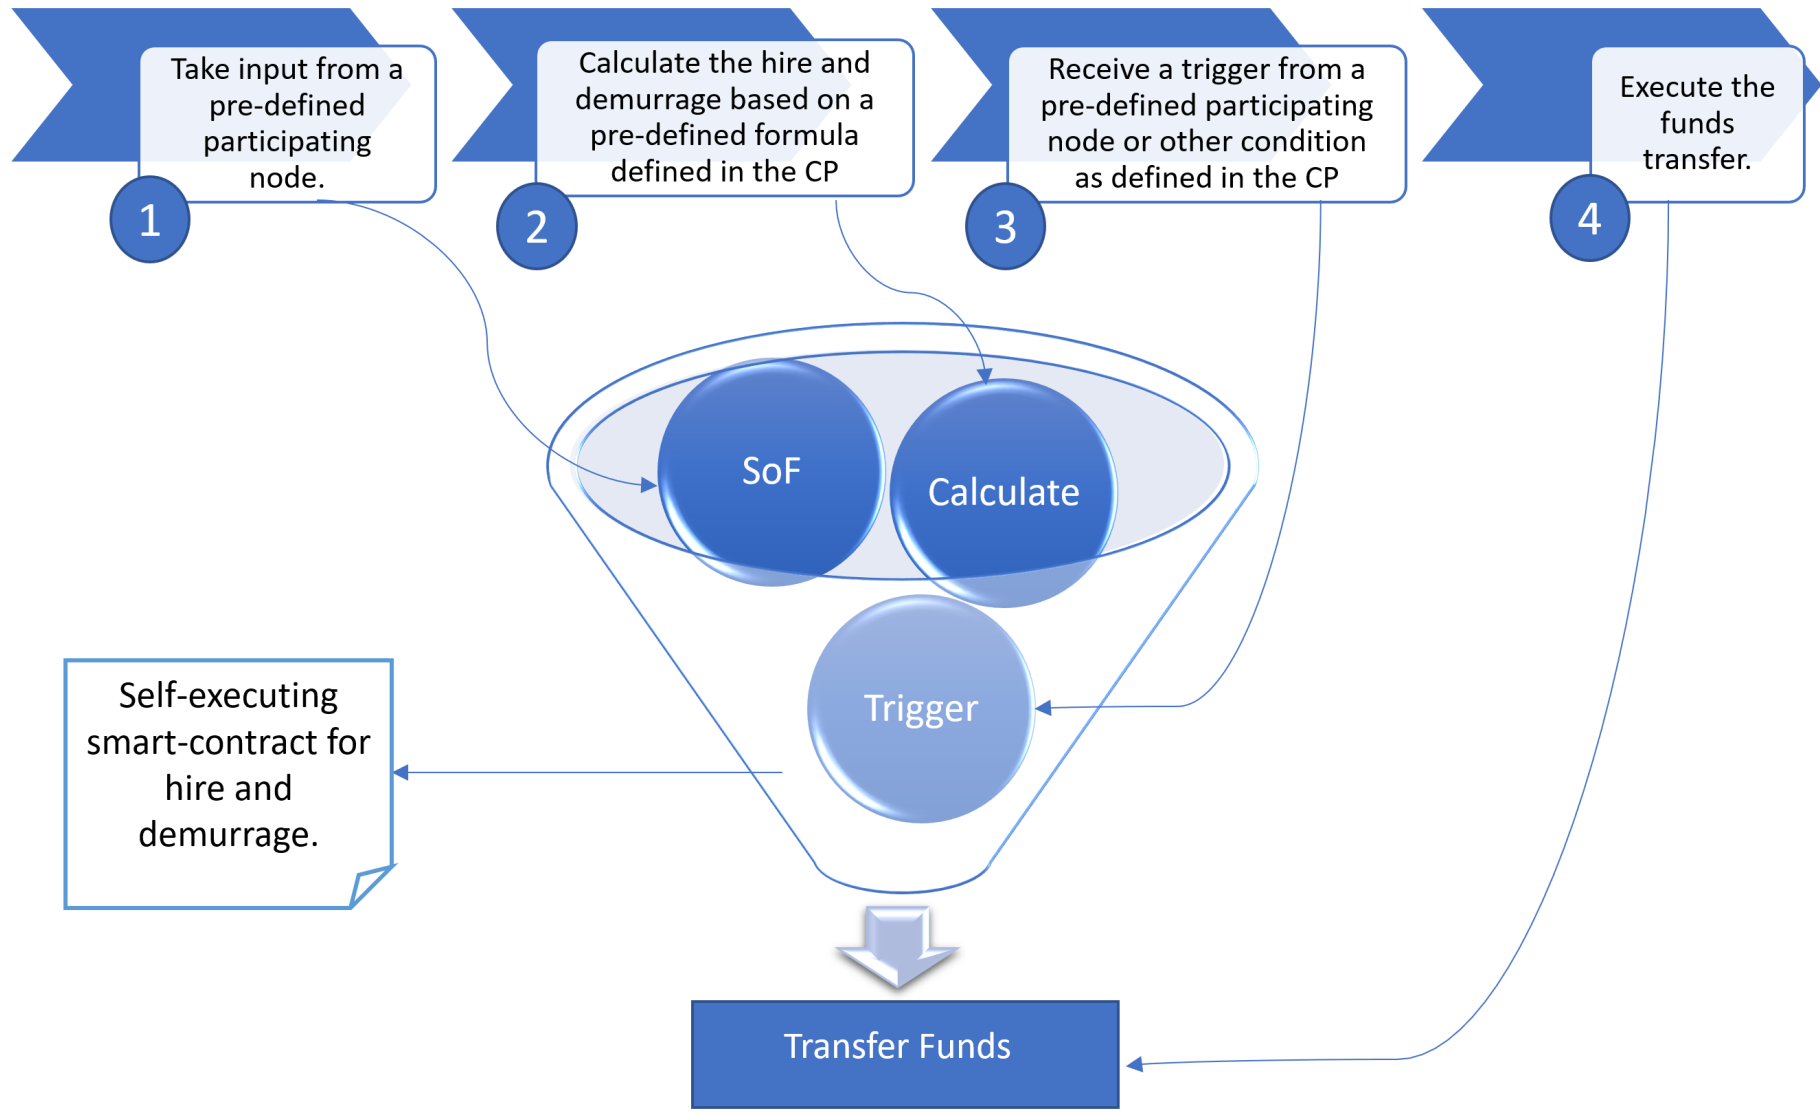 Take input from a
pre-defined
participating
node.
1
Calculate the hire and
demurrage based on a
pre-defined formula
defined in the CP
2
Receive a trigger from a
pre-defined participating
node or other condition
as defined in the CP
3
Execute the
funds
transfer.
4
SoF
Calculate
Trigger
Self-executing
smart-contract for
hire and
demurrage.
Transfer Funds